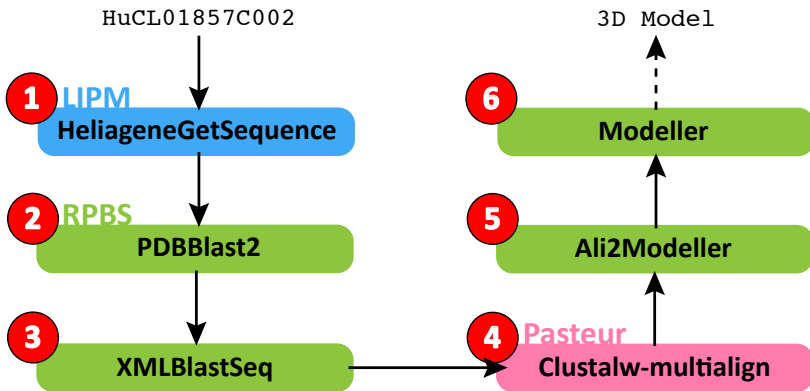 HuCL01857C002
1
LIPM
HeliageneGetSequence
2
RPBS
PDBBlast2
3
XMLBlastSeq
4
Pasteur
Clustalw-multialign
5
Ali2Modeller
6
Modeller
3D Model